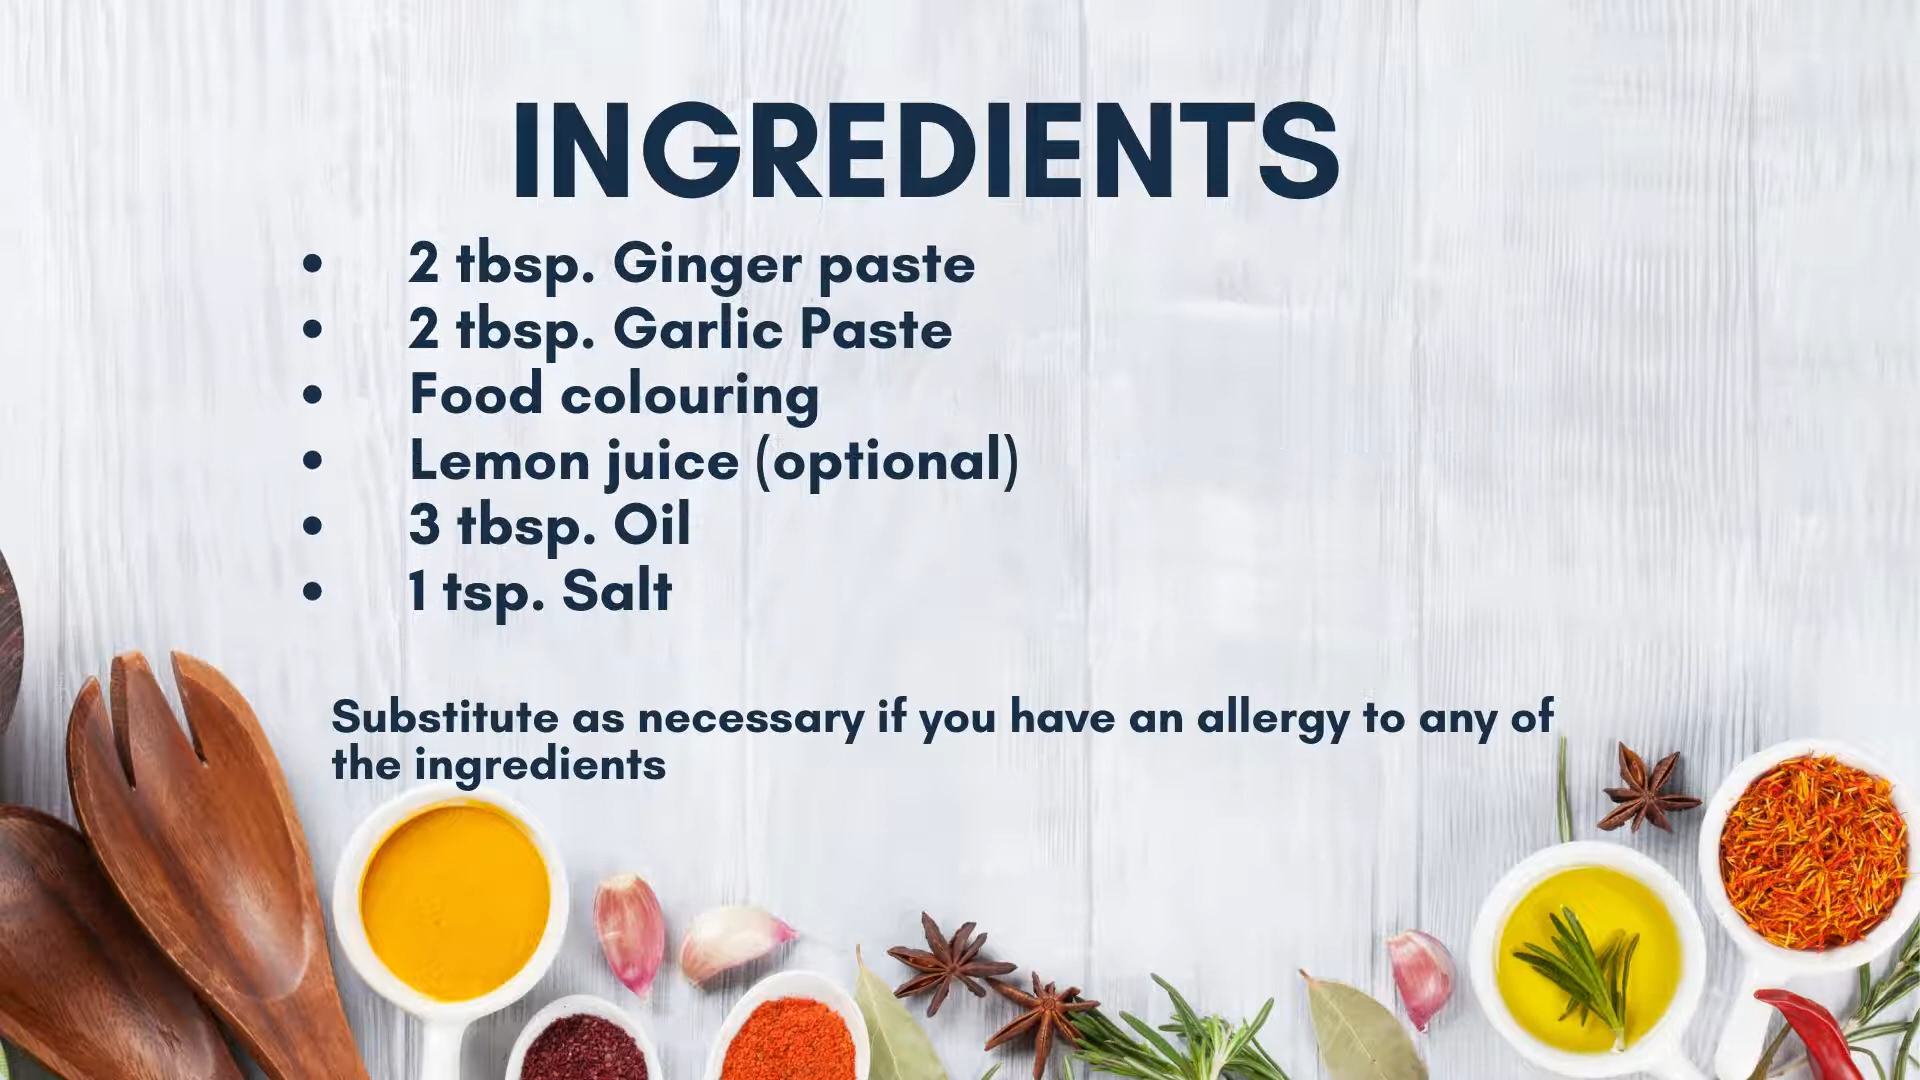 INGREDIENTS
• 2 tbsp. Ginger paste
• 2 tbsp. Garlic Paste
• Food colouring
• Lemon juice (optional)
• 3 tbsp. Oil
• 1 tsp. Salt
Substitute as necessary if you have an allergy to any of
the ingredients